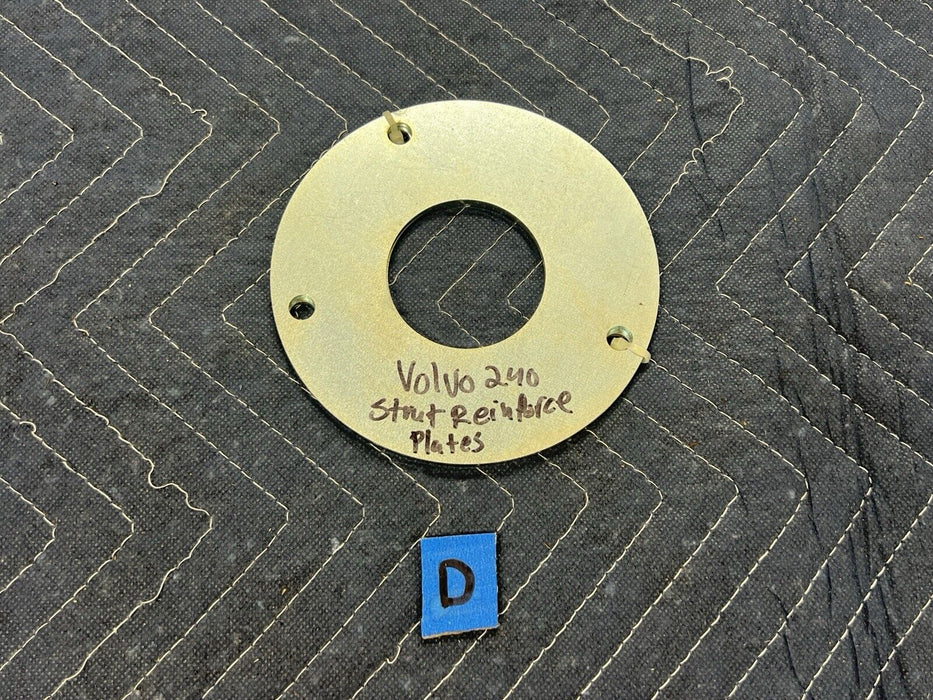 Volvo 240
Strut Reinforce
Plates
D